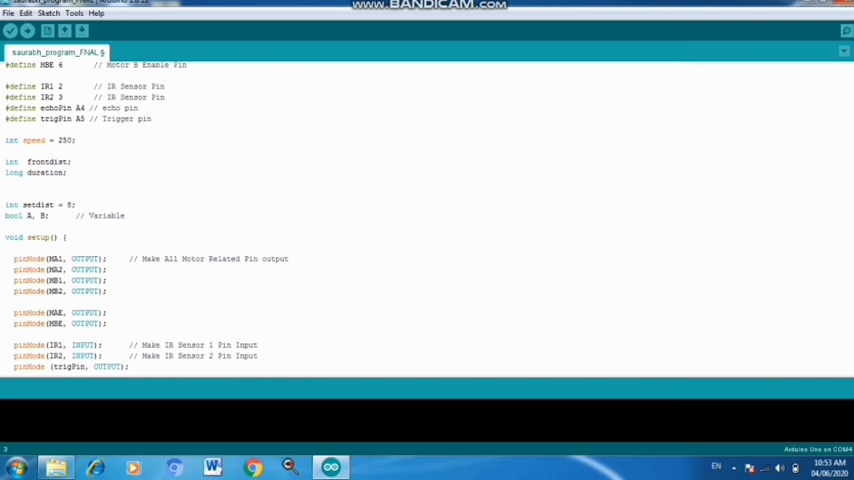 saurabh_program_FNAL | Arduino 1.8.12
www.BANDICAM.com
File Edit Sketch Tools Help
saurabh_program_FNAL §
#define MBE 6 // Motor B Enable Pin
#define IR1 2 // IR Sensor Pin
#define IR2 3 // IR Sensor Pin
#define echoPin A4 // echo pin
#define trigPin A5 // Trigger pin
int speed = 250;
int frontdist;
long duration;
int setdist = 8;
bool A, B; // Variable
void setup() {
pinMode(MA1, OUTPUT); // Make All Motor Related Pin output
pinMode(MA2, OUTPUT);
pinMode(MB1, OUTPUT);
pinMode(MB2, OUTPUT);
pinMode(MAE, OUTPUT);
pinMode(MBE, OUTPUT);
pinMode(IR1, INPUT); // Make IR Sensor 1 Pin Input
pinMode(IR2, INPUT); // Make IR Sensor 2 Pin Input
pinMode (trigPin, OUTPUT);
3
Arduino Uno on COM4
EN
10:53 AM
04/06/2020